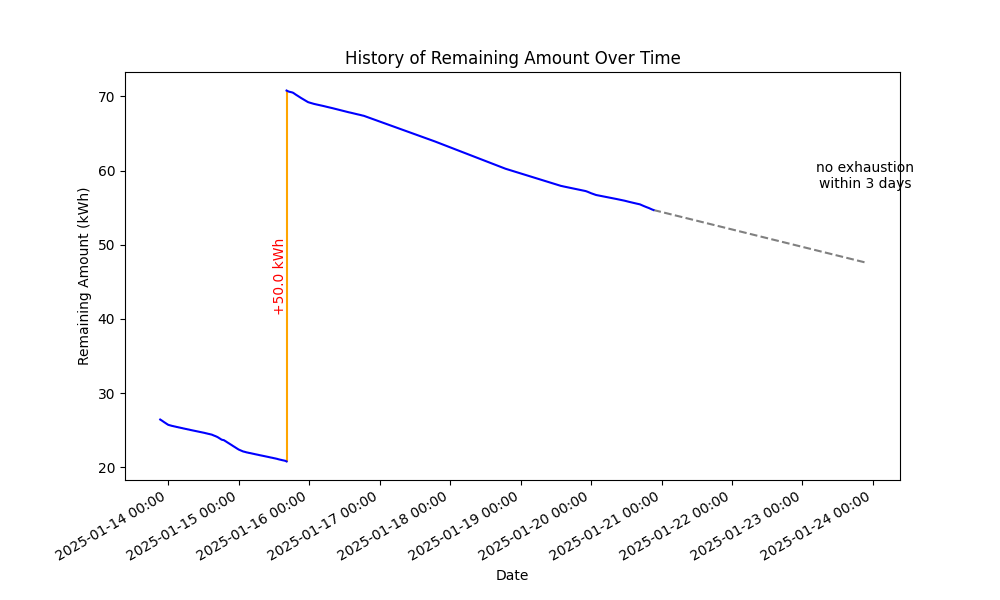 History of Remaining Amount Over Time
Remaining Amount (kWh)
70
60
50
40
30
20
+50.0 kWh
no exhaustion
within 3 days
2025-01-14 00:00
2025-01-15 00:00
2025-01-16 00:00
2025-01-17 00:00
2025-01-18 00:00
2025-01-19 00:00
2025-01-20 00:00
2025-01-21 00:00
2025-01-22 00:00
2025-01-23 00:00
2025-01-24 00:00
Date